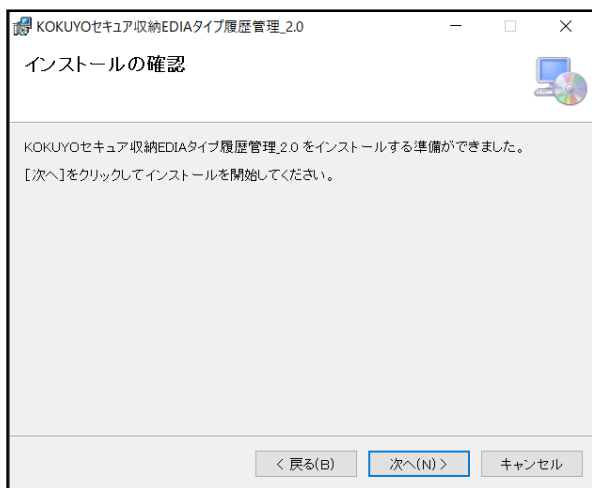 KOKUYOセキュア収納EDIAタイプ履歴管理_2.0
インストールの確認
KOKUYOセキュア収納EDIAタイプ履歴管理_2.0 をインストールする準備ができました。
[次へ]をクリックしてインストールを開始してください。
< 戻る(B)
次へ(N) >
キャンセル